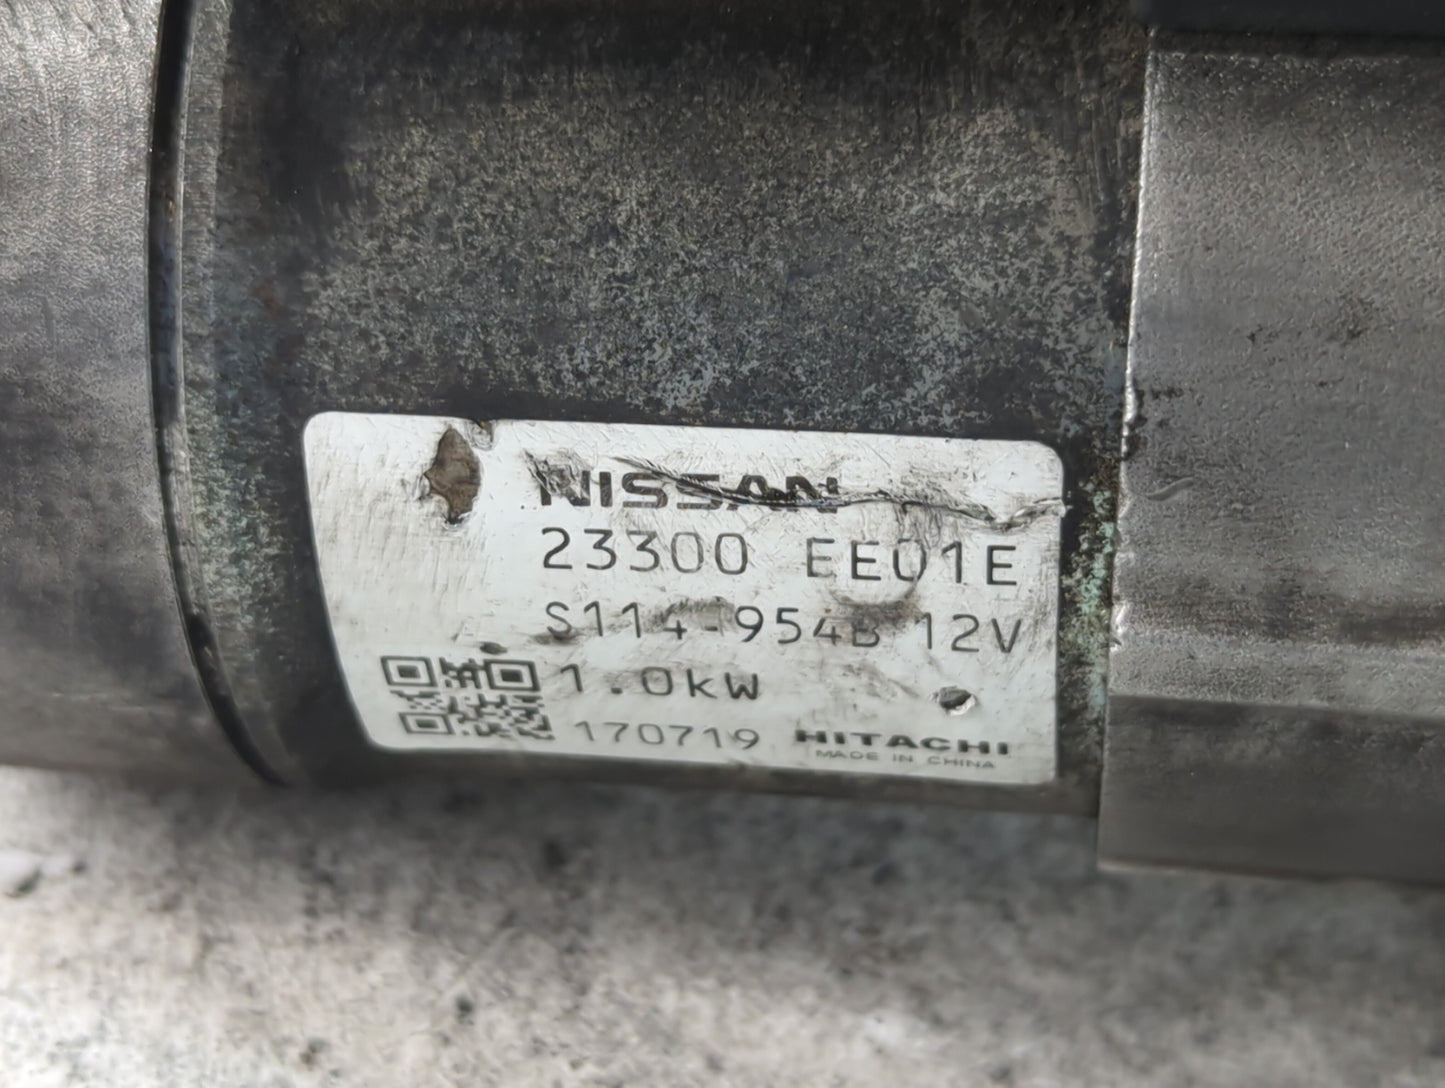 NISSAN
23300 EE01E
S114-954B 12V
1.0kW
170719 HITACHI
MADE IN CHINA